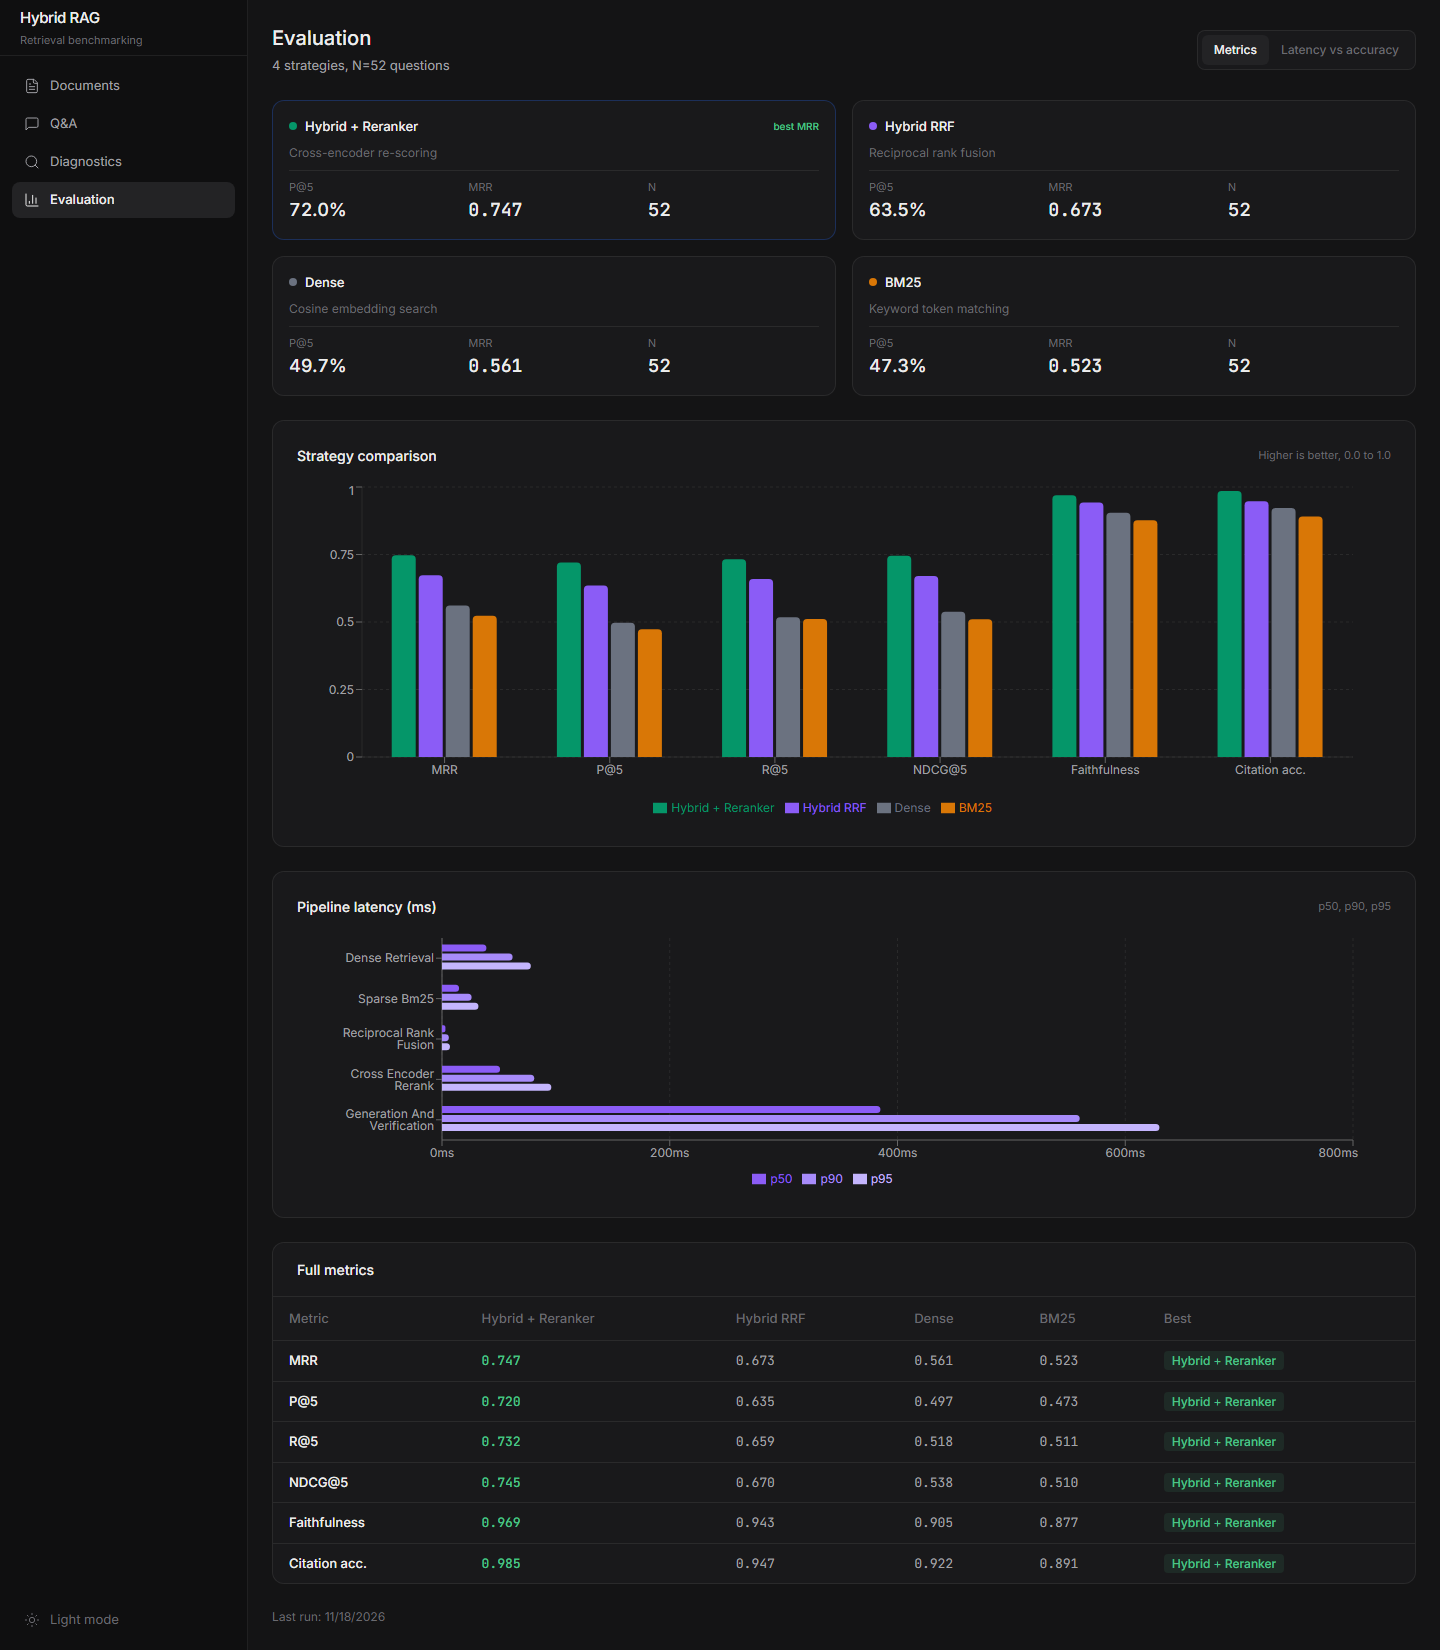 Hybrid RAG
Retrieval benchmarking
Documents
Q&A
Diagnostics
Evaluation
Light mode
Evaluation
4 strategies, N=52 questions
Metrics
Latency vs accuracy
Hybrid + Reranker
best MRR
Cross-encoder re-scoring
P@5 MRR N
72.0% 0.747 52
Hybrid RRF
Reciprocal rank fusion
P@5 MRR N
63.5% 0.673 52
Dense
Cosine embedding search
P@5 MRR N
49.7% 0.561 52
BM25
Keyword token matching
P@5 MRR N
47.3% 0.523 52
Strategy comparison
Higher is better, 0.0 to 1.0
1
0.75
0.5
0.25
0
MRR P@5 R@5 NDCG@5 Faithfulness Citation acc.
Hybrid + Reranker Hybrid RRF Dense BM25
Pipeline latency (ms)
p50, p90, p95
Dense Retrieval
Sparse Bm25
Reciprocal Rank
Fusion
Cross Encoder
Rerank
Generation And
Verification
0ms 200ms 400ms 600ms 800ms
p50 p90 p95
Full metrics
Metric Hybrid + Reranker Hybrid RRF Dense BM25 Best
MRR 0.747 0.673 0.561 0.523 Hybrid + Reranker
P@5 0.720 0.635 0.497 0.473 Hybrid + Reranker
R@5 0.732 0.659 0.518 0.511 Hybrid + Reranker
NDCG@5 0.745 0.670 0.538 0.510 Hybrid + Reranker
Faithfulness 0.969 0.943 0.905 0.877 Hybrid + Reranker
Citation acc. 0.985 0.947 0.922 0.891 Hybrid + Reranker
Last run: 11/18/2026